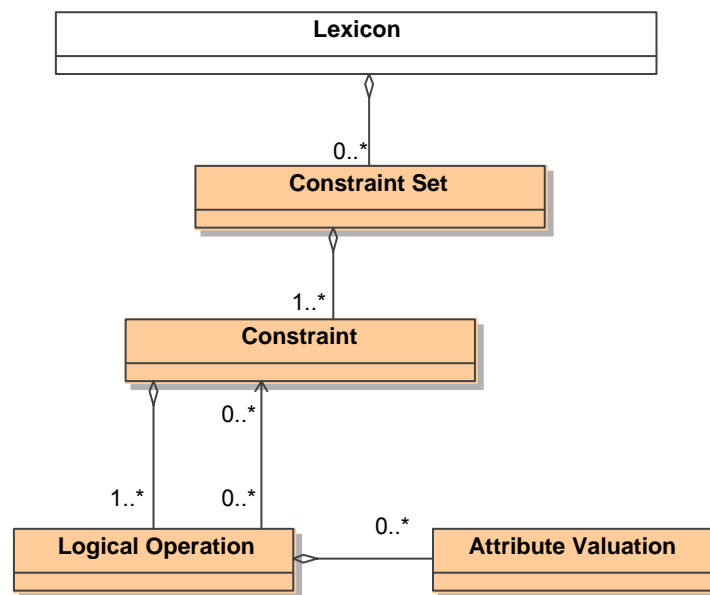 Lexicon
0..*
Constraint Set
1..*
Constraint
0..*
1..*
0..*
0..*
Logical Operation
Attribute Valuation